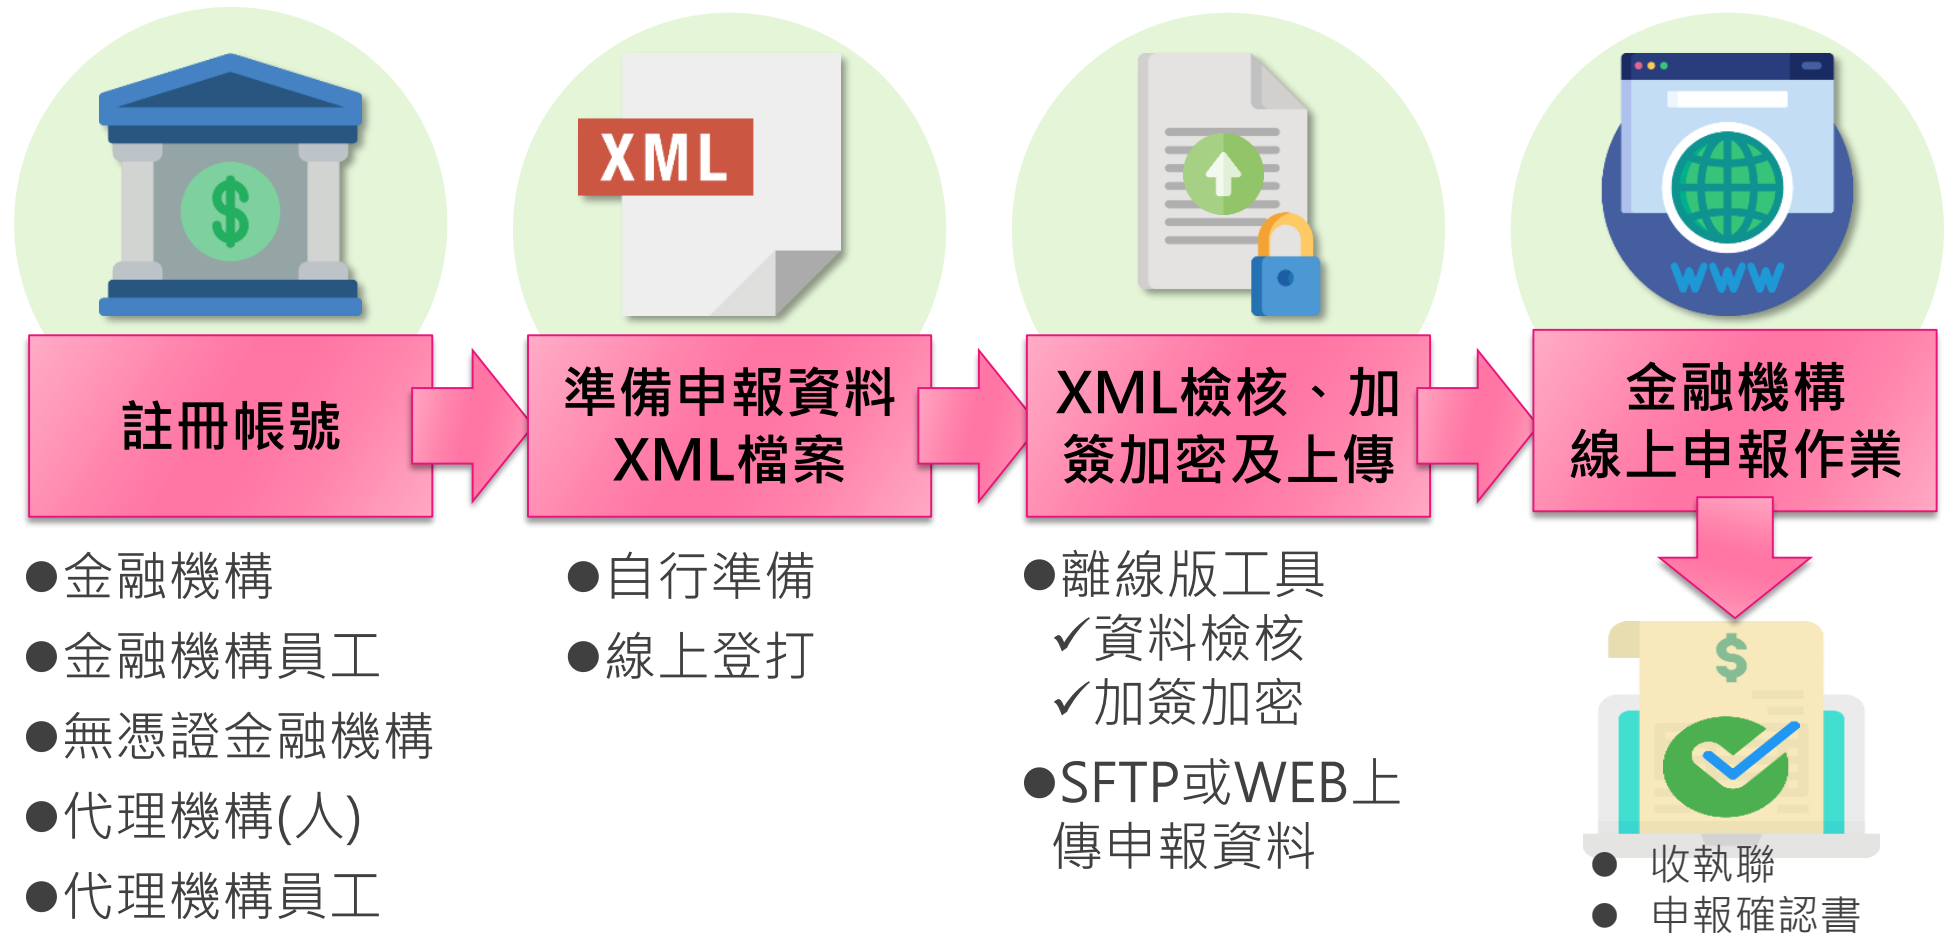 XML
WWW
註冊帳號
準備申報資料
XML檔案
XML檢核、加
簽加密及上傳
金融機構
線上申報作業
●金融機構
●金融機構員工
●無憑證金融機構
●代理機構(人)
●代理機構員工
●自行準備
●線上登打
●離線版工具
✓資料檢核
✓加簽加密
●SFTP或WEB上
傳申報資料
$
$
● 收執聯
● 申報確認書